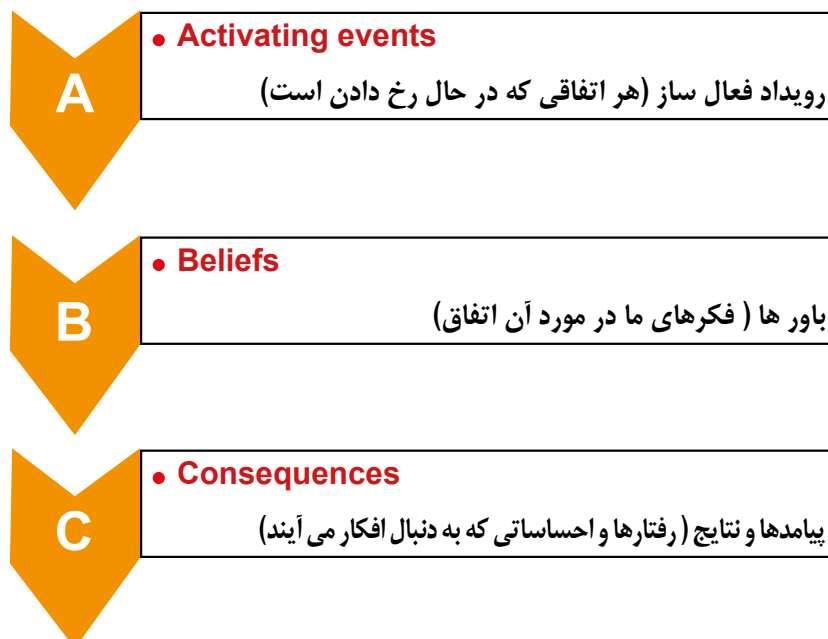 A
• Activating events
رویداد فعال ساز (هر اتفاقی که در حال رخ دادن است)
B
• Beliefs
باور ها ( فکرهای ما در مورد آن اتفاق)
C
• Consequences
پیامدها و نتایج ( رفتارها و احساساتی که به دنبال افکار می آیند)